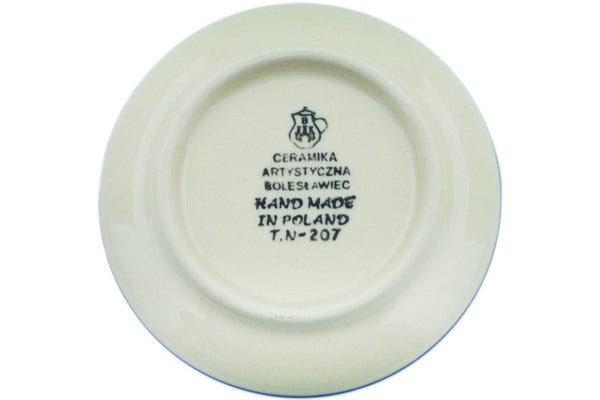 B
CERAMIKA
ARTYSTYCZNA
BOLESŁAWIEC
HAND MADE
IN POLAND
T.N-207